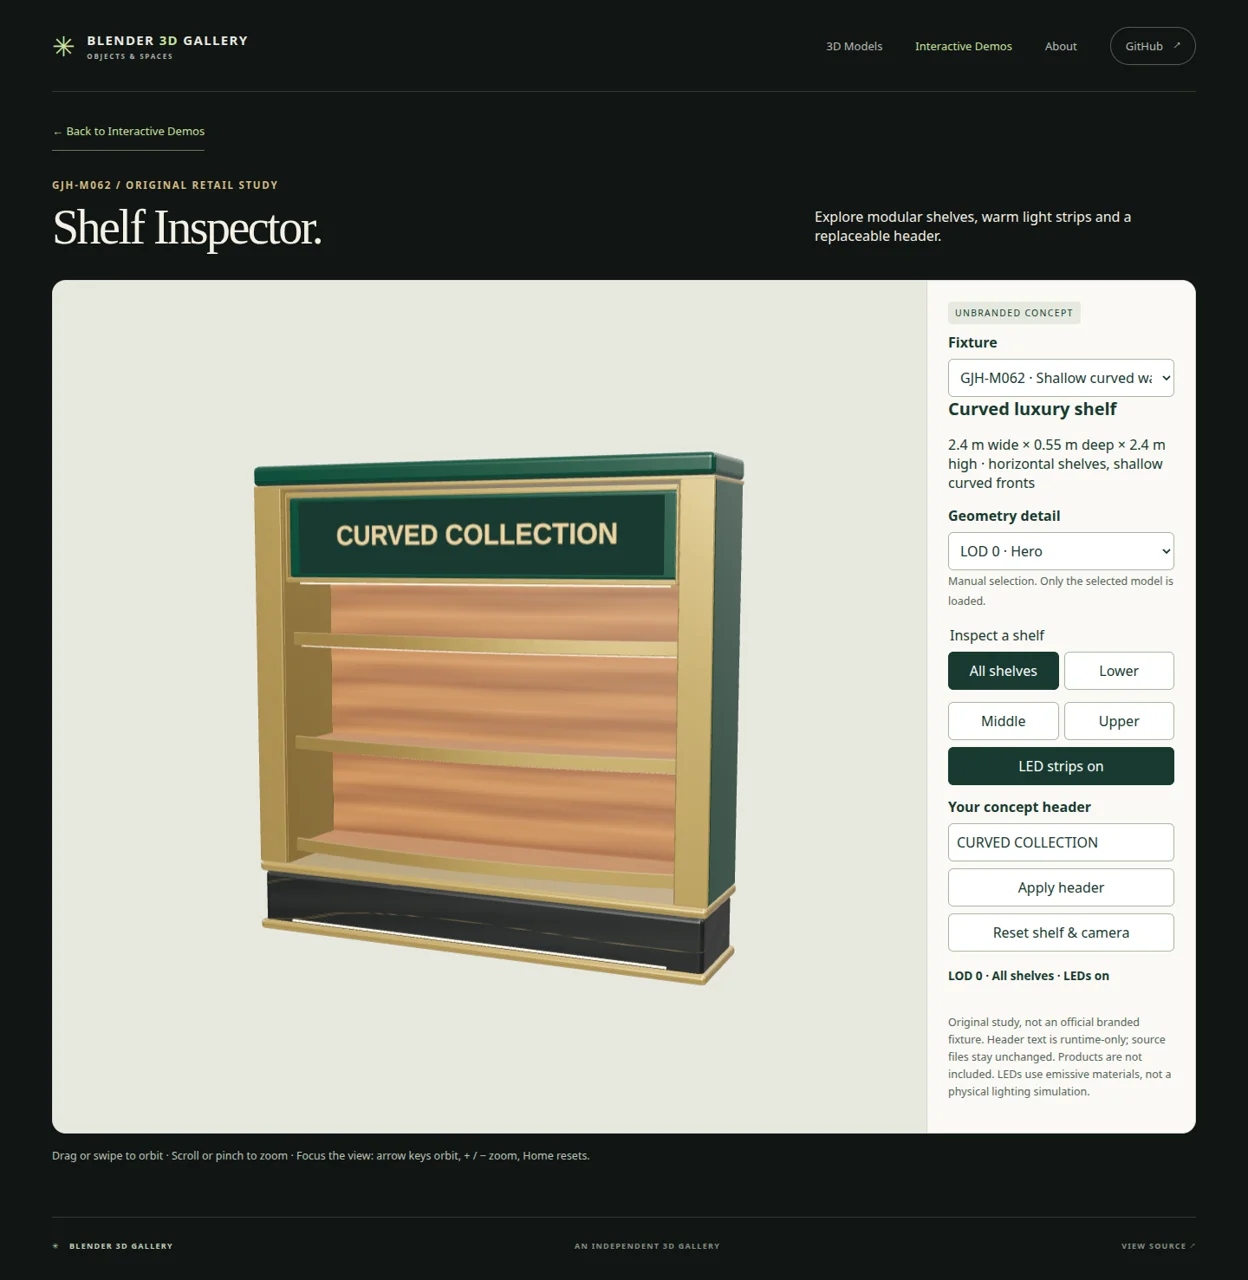 BLENDER 3D GALLERY
OBJECTS & SPACES
3D Models
Interactive Demos
About
GitHub ↗
← Back to Interactive Demos
GJH-M062 / ORIGINAL RETAIL STUDY
Shelf Inspector.
Explore modular shelves, warm light strips and a
replaceable header.
CURVED COLLECTION
UNBRANDED CONCEPT
Fixture
GJH-M062 · Shallow curved wa
Curved luxury shelf
2.4 m wide × 0.55 m deep × 2.4 m
high · horizontal shelves, shallow
curved fronts
Geometry detail
LOD 0 · Hero
Manual selection. Only the selected model is
loaded.
Inspect a shelf
All shelves
Lower
Middle
Upper
LED strips on
Your concept header
CURVED COLLECTION
Apply header
Reset shelf & camera
LOD 0 · All shelves · LEDs on
Original study, not an official branded
fixture. Header text is runtime-only; source
files stay unchanged. Products are not
included. LEDs use emissive materials, not a
physical lighting simulation.
Drag or swipe to orbit · Scroll or pinch to zoom · Focus the view: arrow keys orbit, + / − zoom, Home resets.
BLENDER 3D GALLERY
AN INDEPENDENT 3D GALLERY
VIEW SOURCE ↗